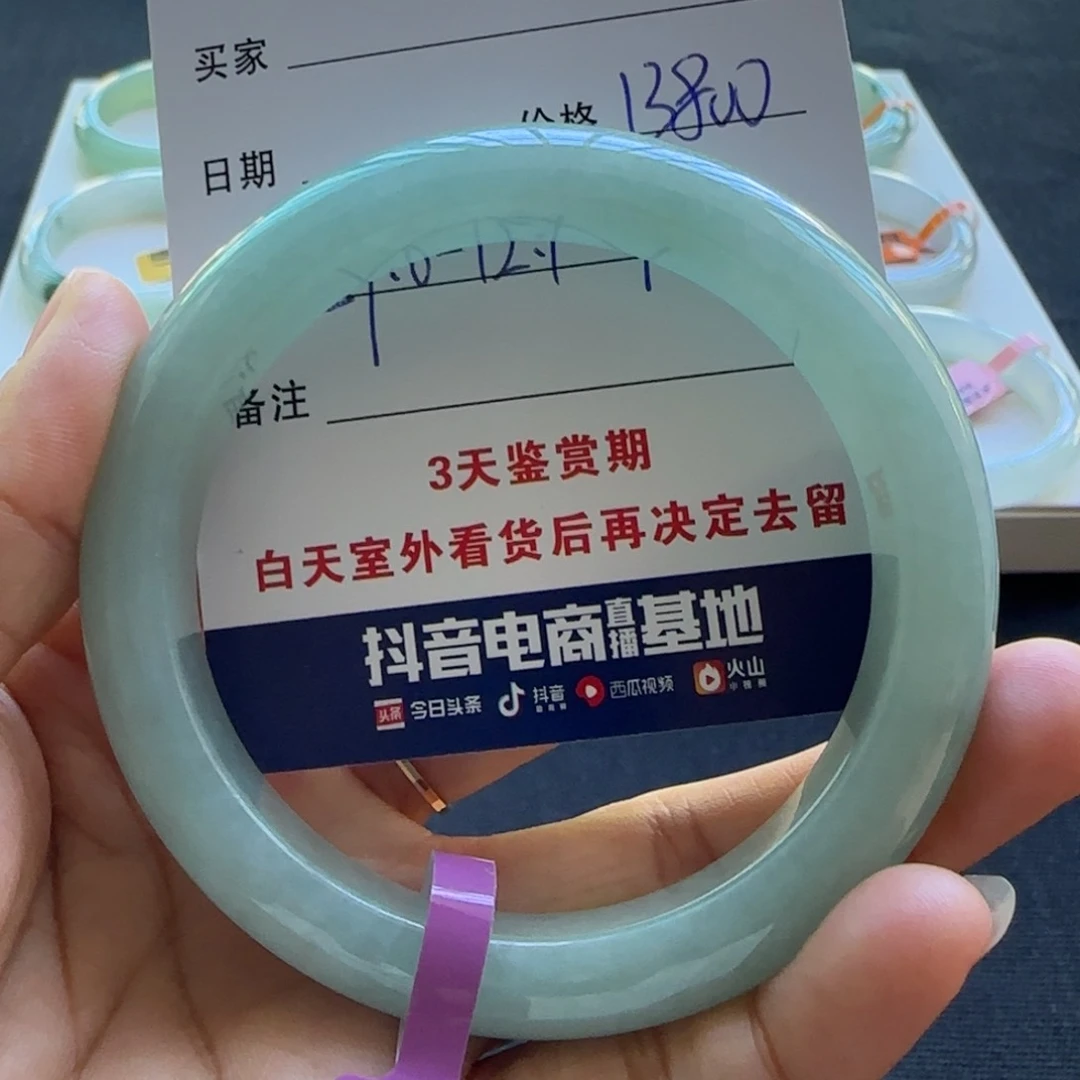 买家
价格 13800
日期
备注
3天鉴赏期
白天室外看货后再决定去留
抖音电商直播基地
头条 今日头条 抖音 西瓜视频 火山